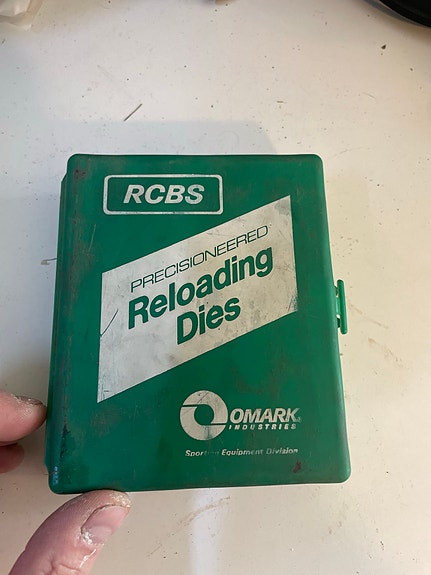 RCBS
PRECISIONEERED
Reloading
Dies
OMARK®
INDUSTRIES
Sporting Equipment Division